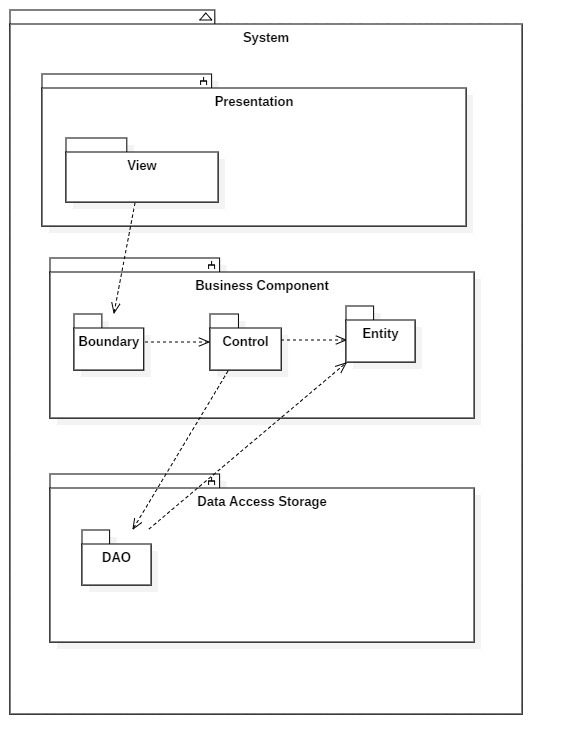 System
Presentation
View
Business Component
Boundary
Control
Entity
Data Access Storage
DAO